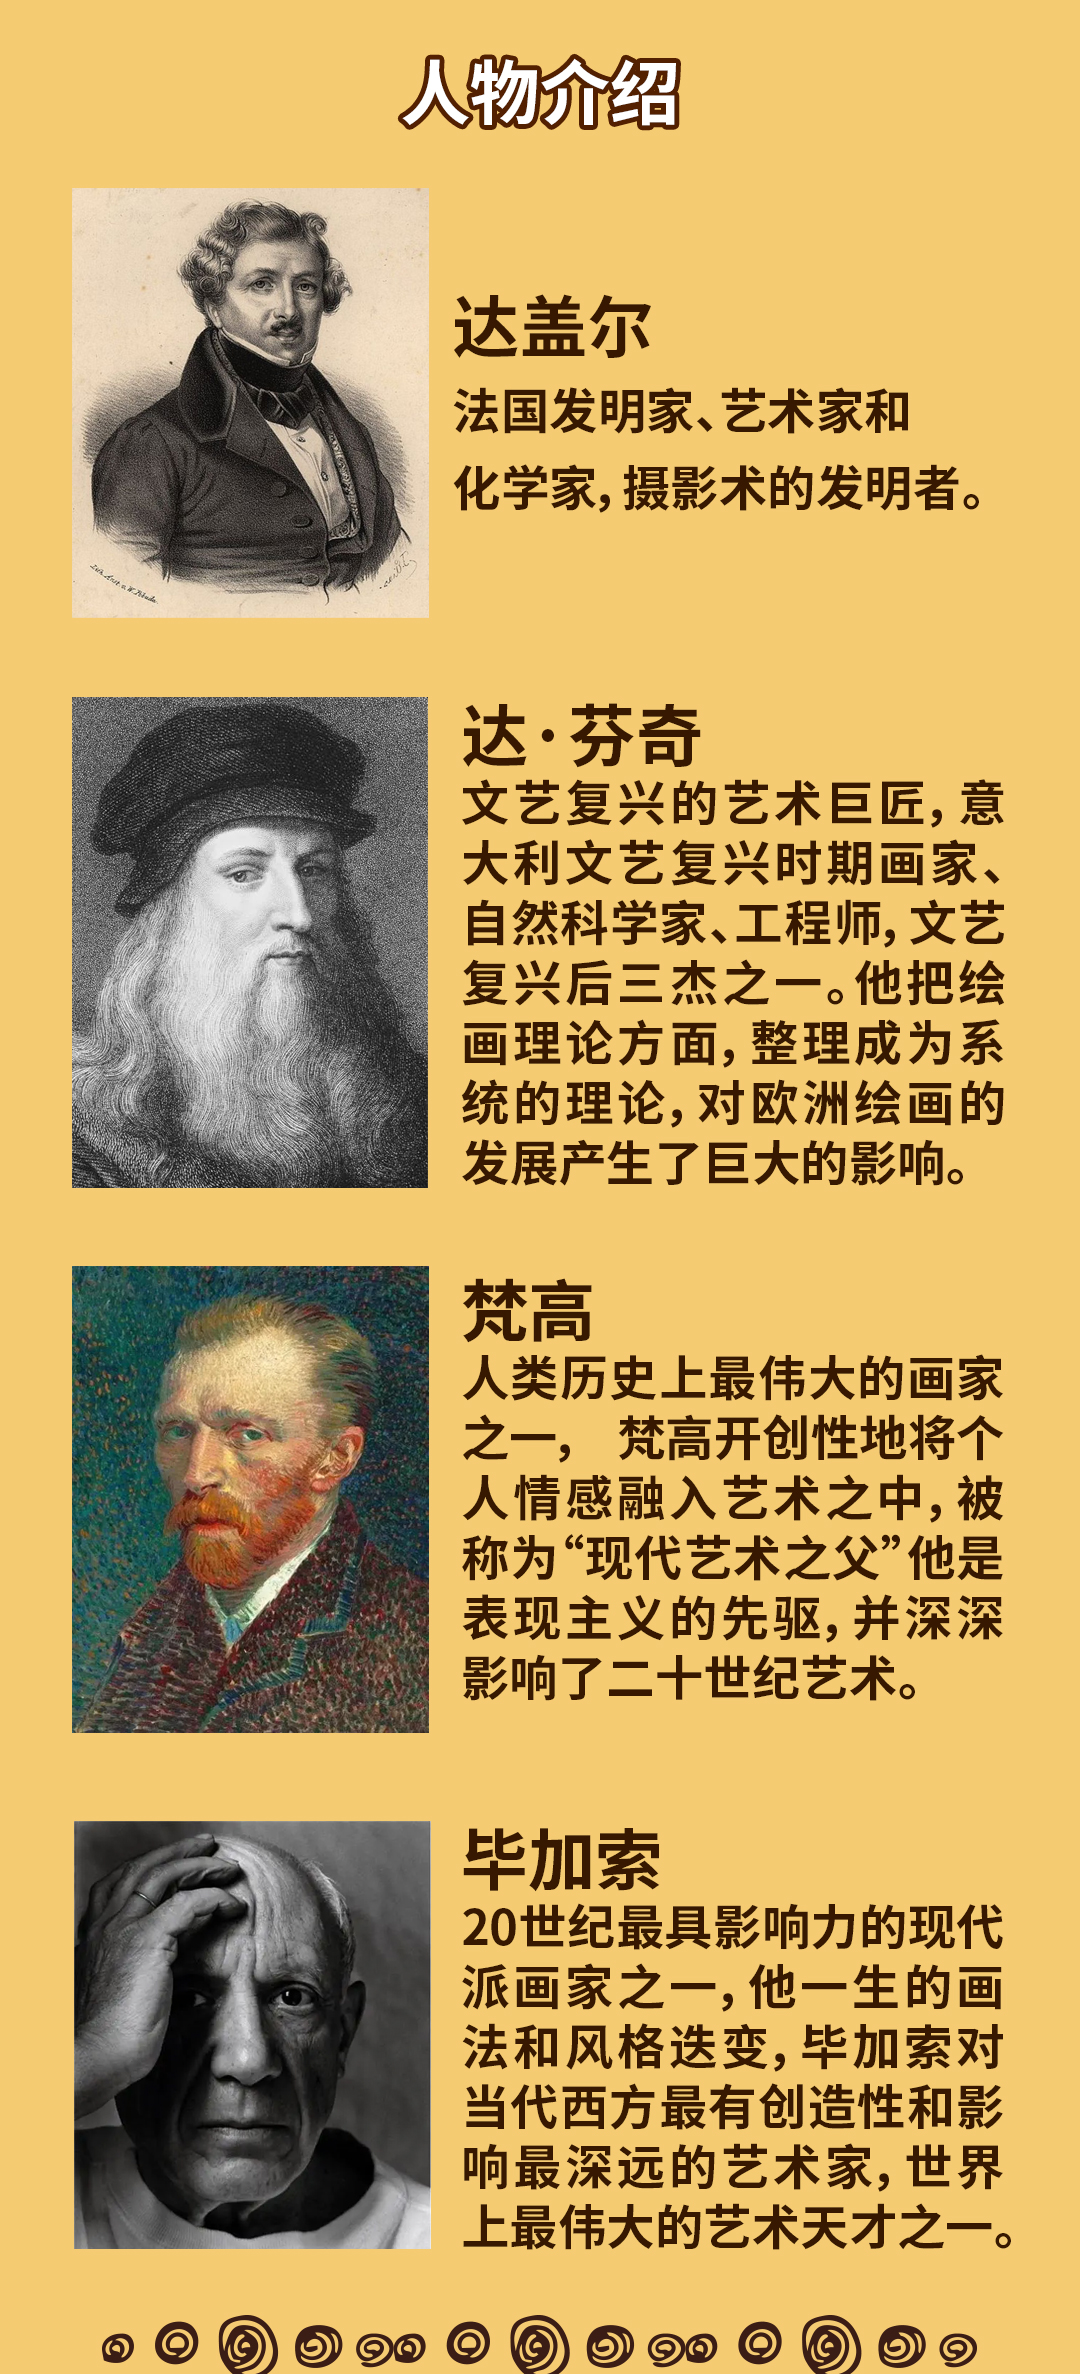 人物介绍
达盖尔
法国发明家、艺术家和
化学家，摄影术的发明者。
达·芬奇
文艺复兴的艺术巨匠，意
大利文艺复兴时期画家、
自然科学家、工程师，文艺
复兴后三杰之一。他把绘
画理论方面，整理成为系
统的理论，对欧洲绘画的
发展产生了巨大的影响。
梵高
人类历史上最伟大的画家
之一， 梵高开创性地将个
人情感融入艺术之中，被
称为“现代艺术之父”他是
表现主义的先驱，并深深
影响了二十世纪艺术。
毕加索
20世纪最具影响力的现代
派画家之一，他一生的画
法和风格迭变，毕加索对
当代西方最有创造性和影
响最深远的艺术家，世界
上最伟大的艺术天才之一。